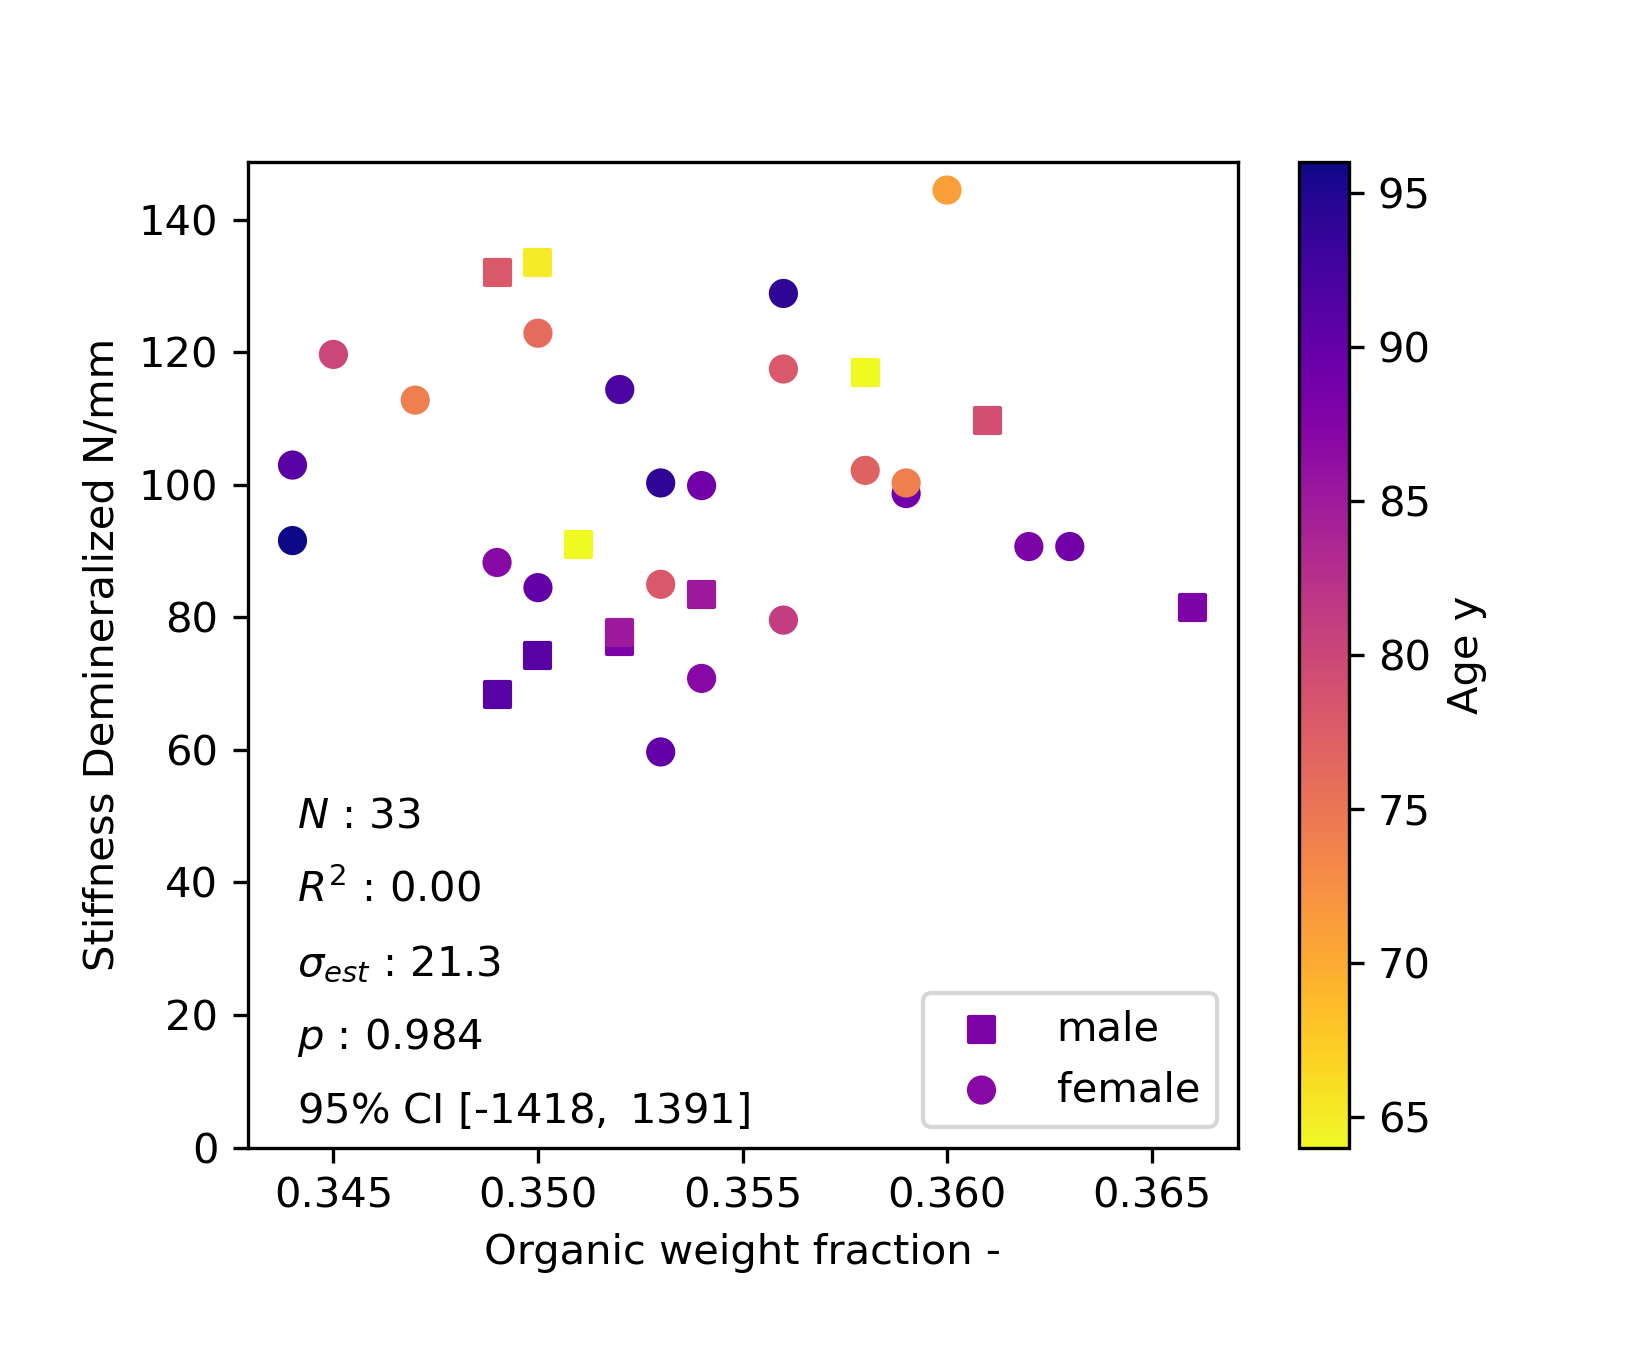 140
120
100
80
60
40
20
0
Stiffness Demineralized N/mm
N : 33
R² : 0.00
σest : 21.3
p : 0.984
95% CI [-1418, 1391]
male
female
0.345 0.350 0.355 0.360 0.365
Organic weight fraction -
95
90
85
80
75
70
65
Age y